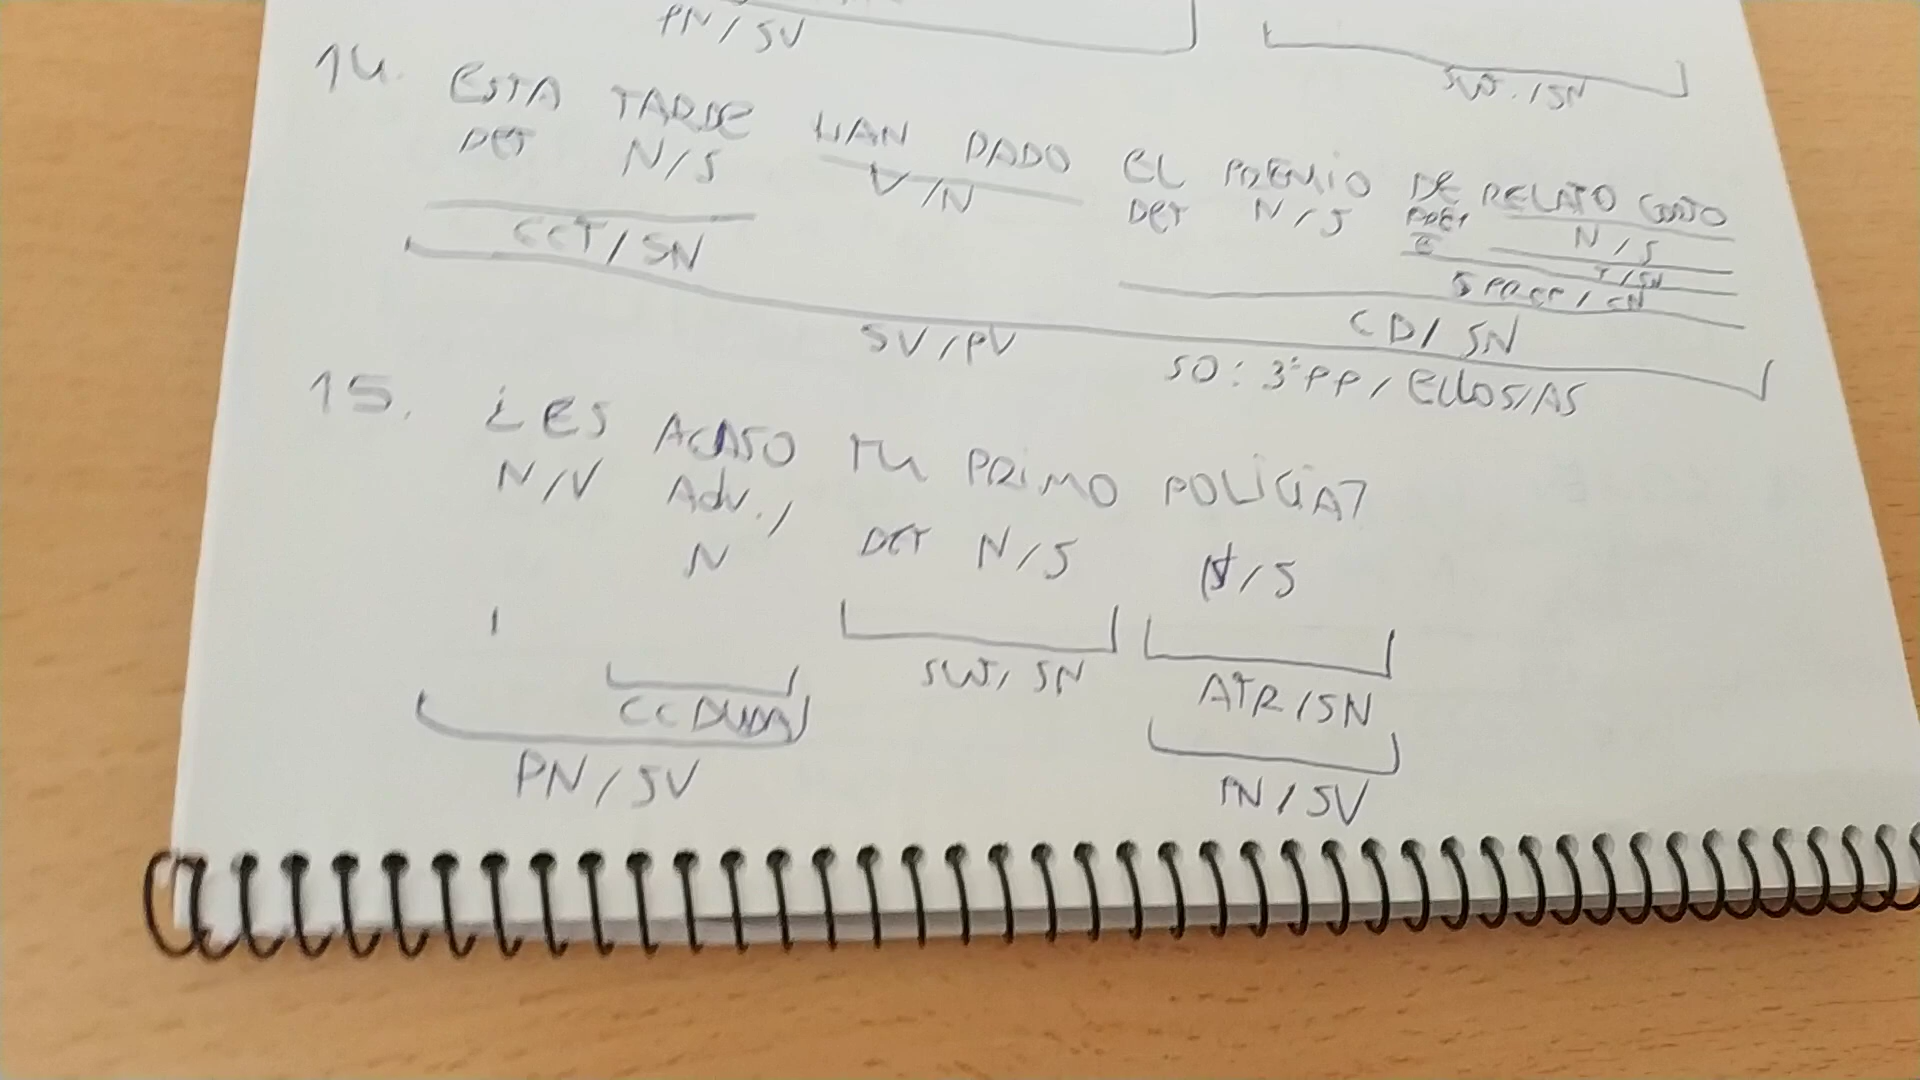 PN / SV
SUJ. / SN
14. ESTA TARDE HAN DADO EL PREMIO DE RELATO CORTO
DET N/S V/N DET N/S N/S
CCT / SN
CD / SN
SV / PV
SO: 3ª PP / ELLOS/AS
15. ¿ES ACASO TU PRIMO POLICÍA?
N/V Adv. / DET N/S N/S
N
SUJ / SN ATR / SN
CC DUDA
PN / SV PN / SV